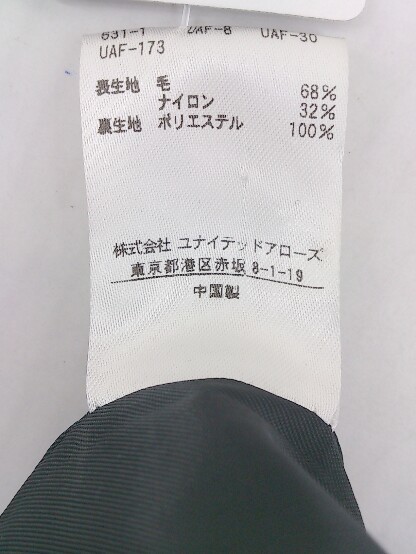 631-1 UAF-8 UAF-30
UAF-173
表生地 毛 68%
ナイロン 32%
裏生地 ポリエステル 100%
株式会社 ユナイテッドアローズ
東京都港区赤坂 8-1-19
中国製